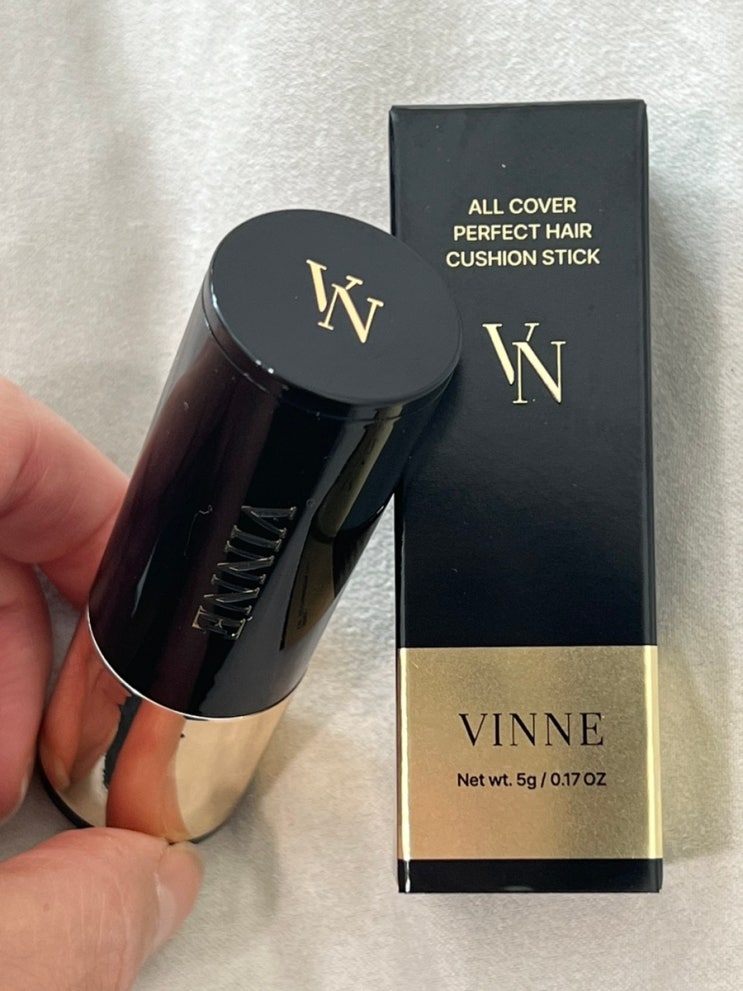 VN
VINNE
ALL COVER
PERFECT HAIR
CUSHION STICK
VN
VINNE
Net wt. 5g / 0.17 OZ